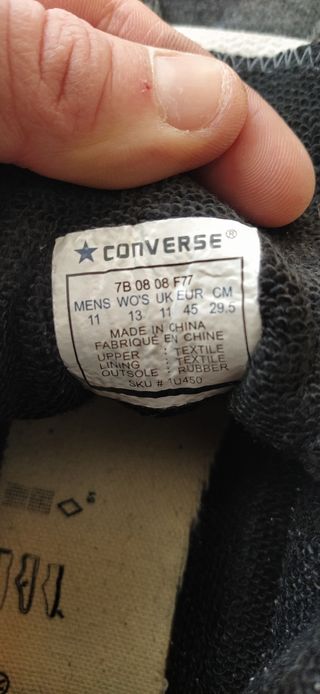 CONVERSE®
7B 08 08 F77
MENS WO'S UK EUR CM
11 13 11 45 29.5
MADE IN CHINA
FABRIQUE EN CHINE
UPPER : TEXTILE
LINING : TEXTILE
OUTSOLE : RUBBER
SKU # 1U450